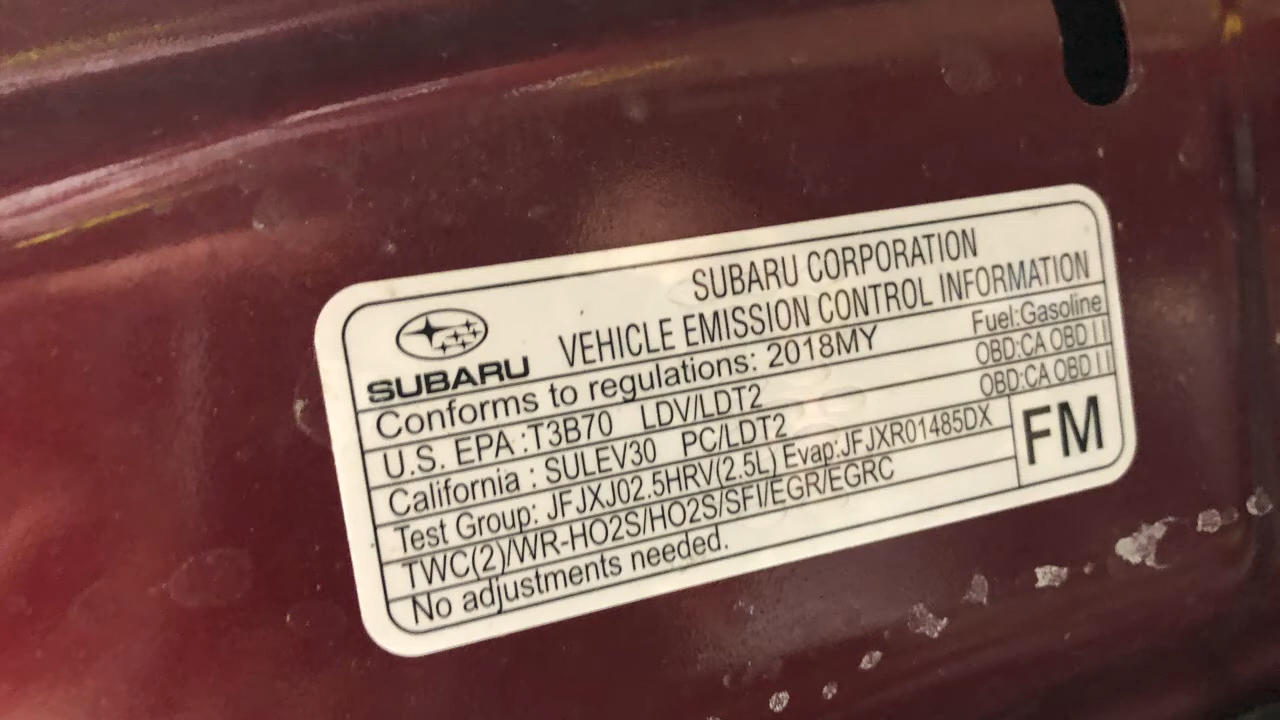 SUBARU CORPORATION
SUBARU VEHICLE EMISSION CONTROL INFORMATION
Conforms to regulations: 2018MY Fuel:Gasoline
U.S. EPA :T3B70 LDV/LDT2 OBD:CA OBD II
California : SULEV30 PC/LDT2 OBD:CA OBD II
Test Group: JFJXJ02.5HRV(2.5L) Evap:JFJXR01485DX
FM
TWC(2)/WR-HO2S/HO2S/SFI/EGR/EGRC
No adjustments needed.